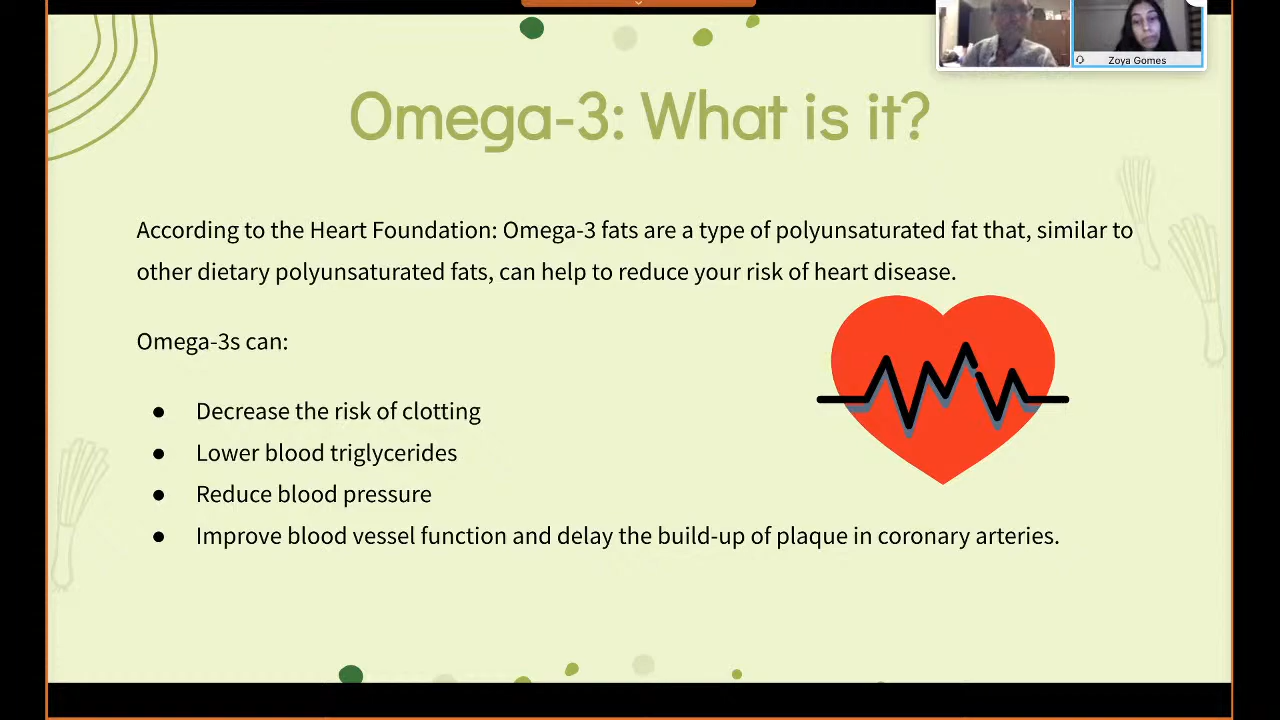 Zoya Gomes
Omega-3: What is it?
According to the Heart Foundation: Omega-3 fats are a type of polyunsaturated fat that, similar to
other dietary polyunsaturated fats, can help to reduce your risk of heart disease.
Omega-3s can:
● Decrease the risk of clotting
● Lower blood triglycerides
● Reduce blood pressure
● Improve blood vessel function and delay the build-up of plaque in coronary arteries.